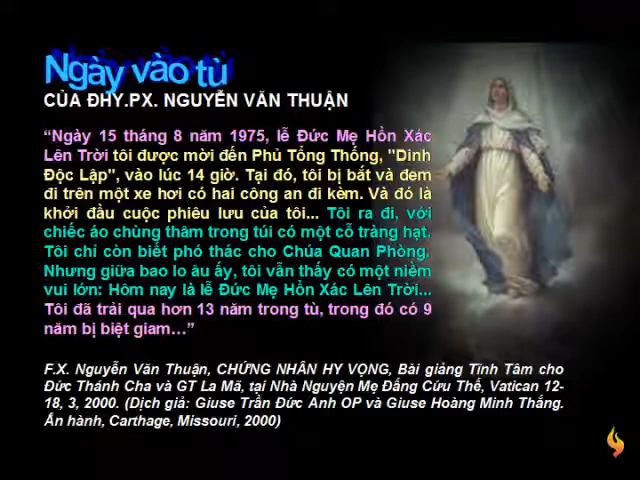 Ngày vào tù
CỦA ĐHY.PX. NGUYỄN VĂN THUẬN
“Ngày 15 tháng 8 năm 1975, lễ Đức Mẹ Hồn Xác
Lên Trời tôi được mời đến Phủ Tổng Thống, "Dinh
Độc Lập", vào lúc 14 giờ. Tại đó, tôi bị bắt và đem
đi trên một xe hơi có hai công an đi kèm. Và đó là
khởi đầu cuộc phiêu lưu của tôi... Tôi ra đi, với
chiếc áo chùng thâm trong túi có một cỗ tràng hạt.
Tôi chỉ còn biết phó thác cho Chúa Quan Phòng.
Nhưng giữa bao lo âu ấy, tôi vẫn thấy có một niềm
vui lớn: Hôm nay là lễ Đức Mẹ Hồn Xác Lên Trời...
Tôi đã trải qua hơn 13 năm trong tù, trong đó có 9
năm bị biệt giam…”
F.X. Nguyễn Văn Thuận, CHỨNG NHÂN HY VỌNG, Bài giảng Tĩnh Tâm cho
Đức Thánh Cha và GT La Mã, tại Nhà Nguyện Mẹ Đấng Cứu Thế, Vatican 12-
18, 3, 2000. (Dịch giả: Giuse Trần Đức Anh OP và Giuse Hoàng Minh Thắng.
Ấn hành, Carthage, Missouri, 2000)